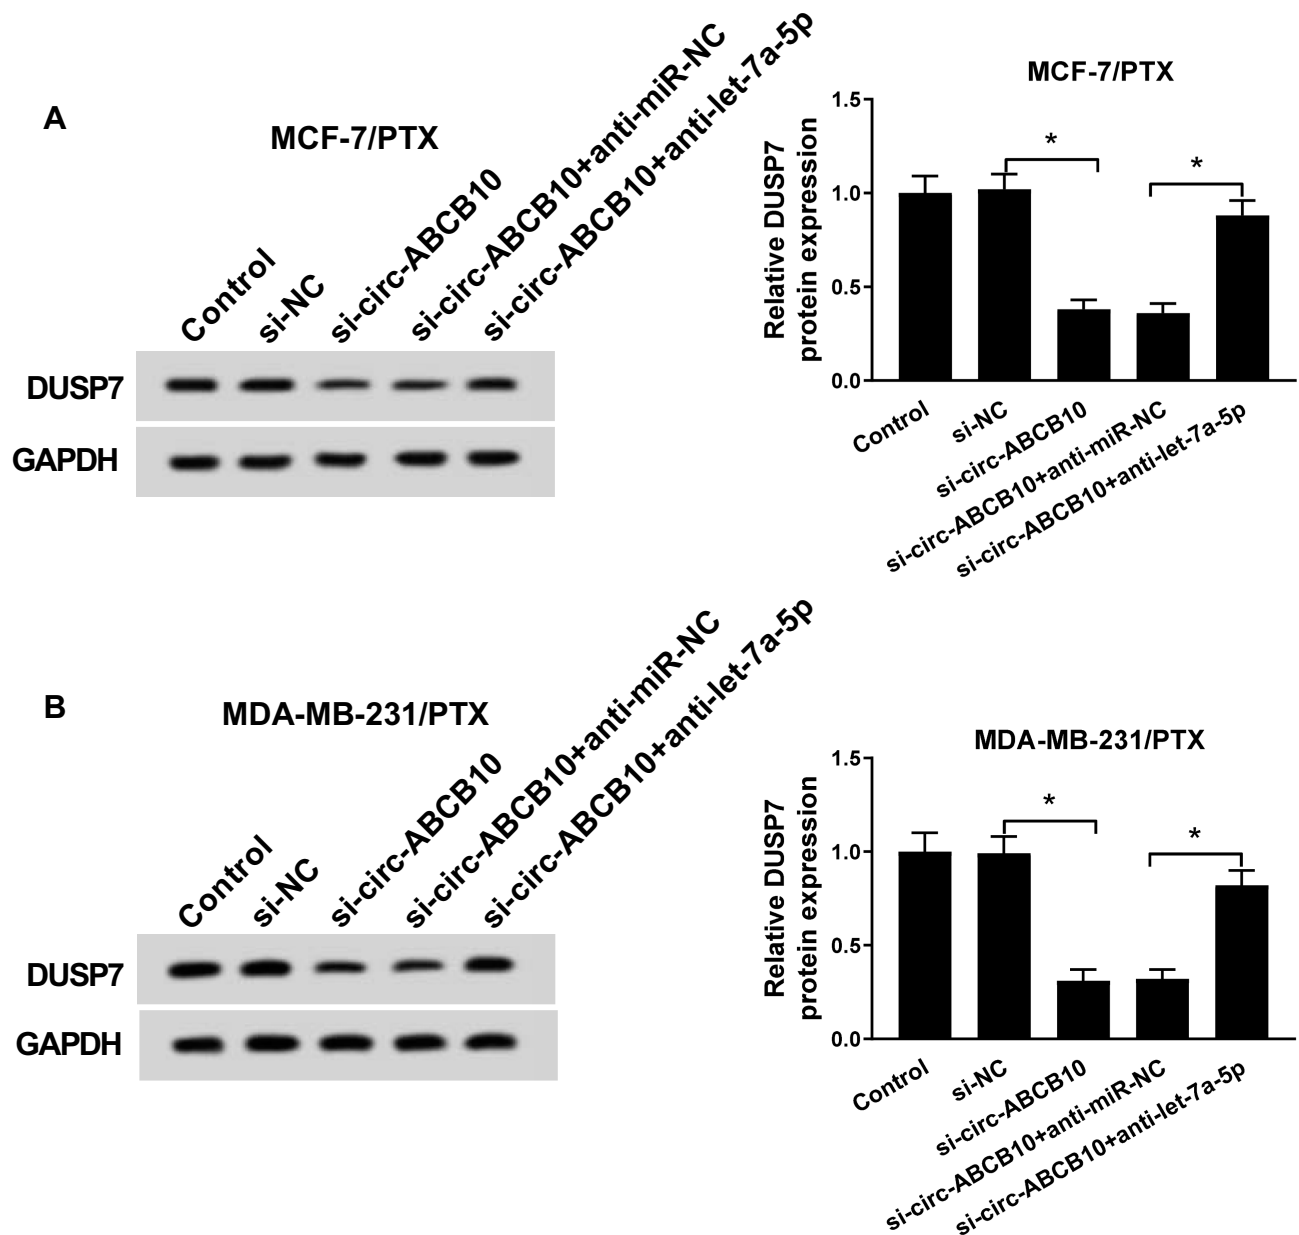 A
MCF-7/PTX
Control
si-NC
si-circ-ABCB10
si-circ-ABCB10+anti-miR-NC
si-circ-ABCB10+anti-let-7a-5p
DUSP7
GAPDH
MCF-7/PTX
Relative DUSP7
protein expression
1.5
1.0
0.5
0.0
*
*
Control
si-NC
si-circ-ABCB10
si-circ-ABCB10+anti-miR-NC
si-circ-ABCB10+anti-let-7a-5p
B
MDA-MB-231/PTX
Control
si-NC
si-circ-ABCB10
si-circ-ABCB10+anti-miR-NC
si-circ-ABCB10+anti-let-7a-5p
DUSP7
GAPDH
MDA-MB-231/PTX
Relative DUSP7
protein expression
1.5
1.0
0.5
0.0
*
*
Control
si-NC
si-circ-ABCB10
si-circ-ABCB10+anti-miR-NC
si-circ-ABCB10+anti-let-7a-5p